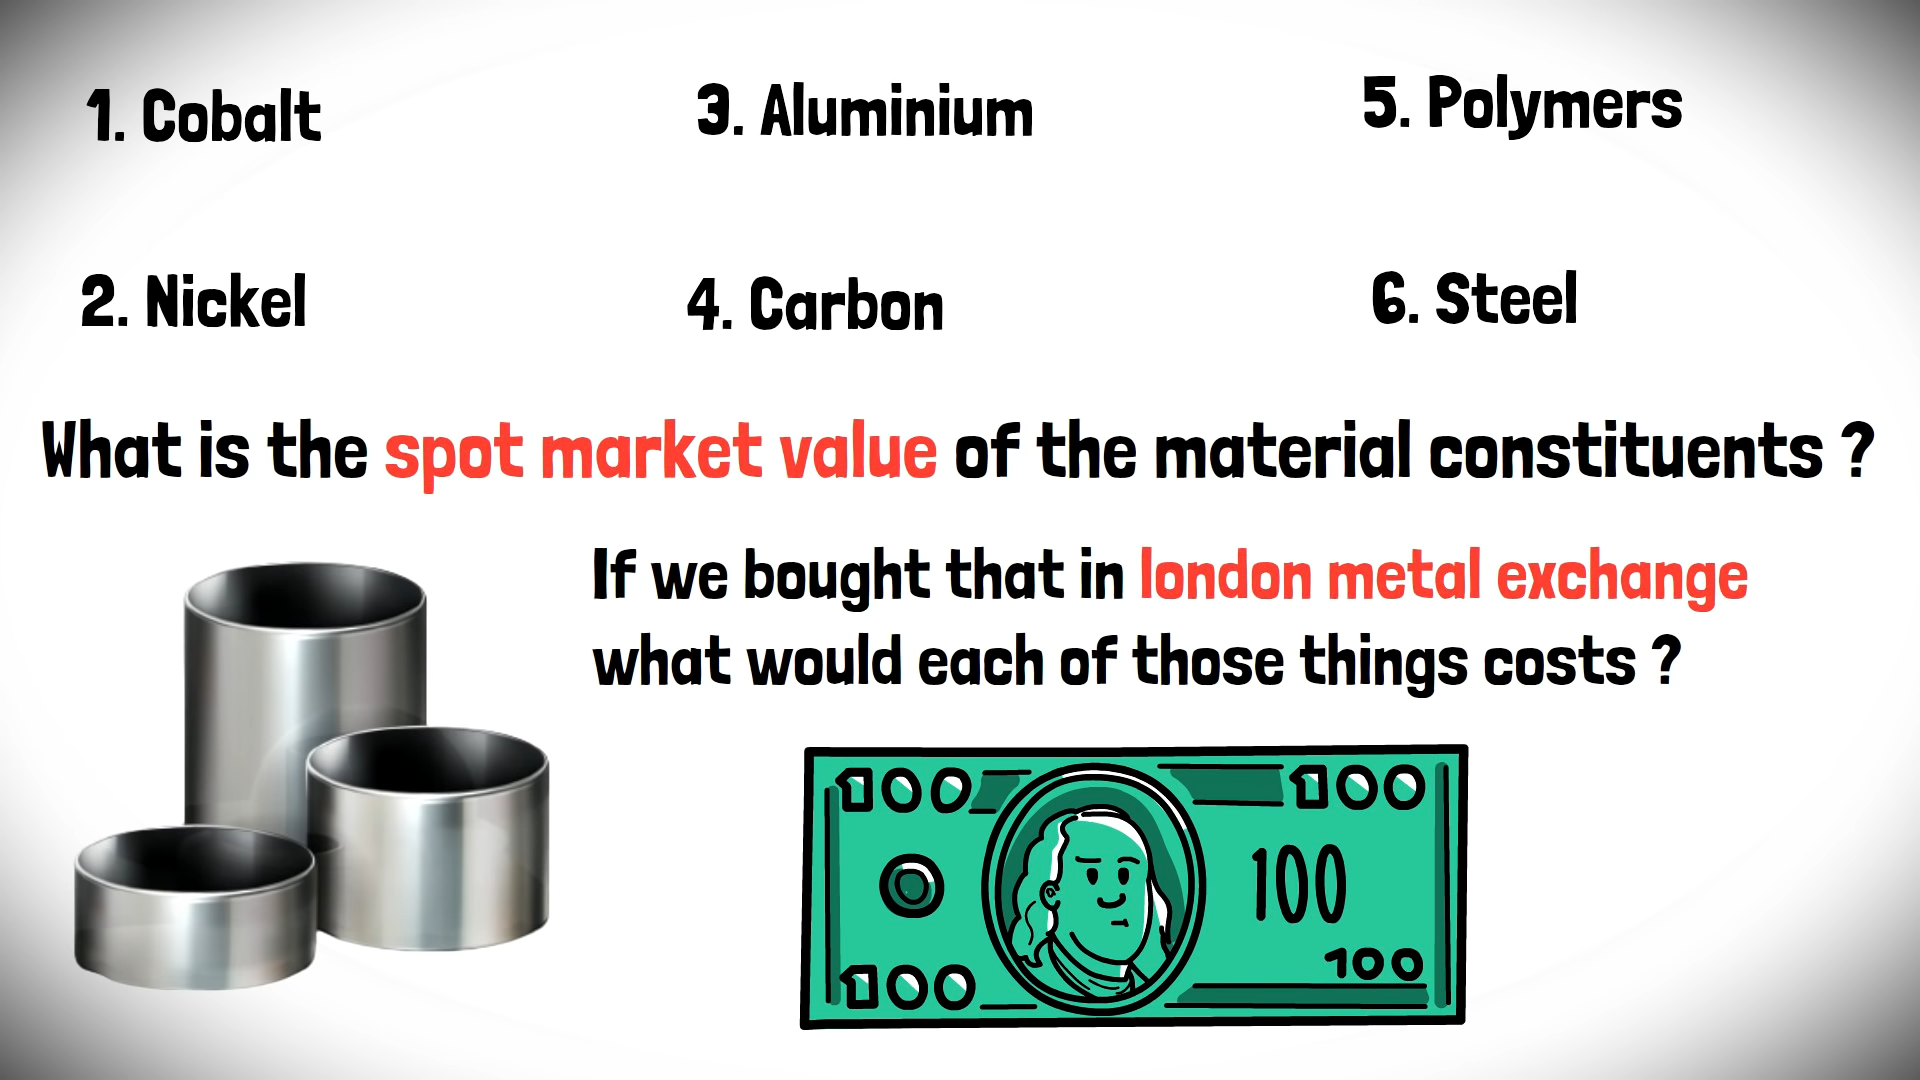 1. Cobalt
3. Aluminium
5. Polymers
2. Nickel
4. Carbon
6. Steel
What is the spot market value of the material constituents ?
If we bought that in london metal exchange
what would each of those things costs ?
100
100
100
100
100